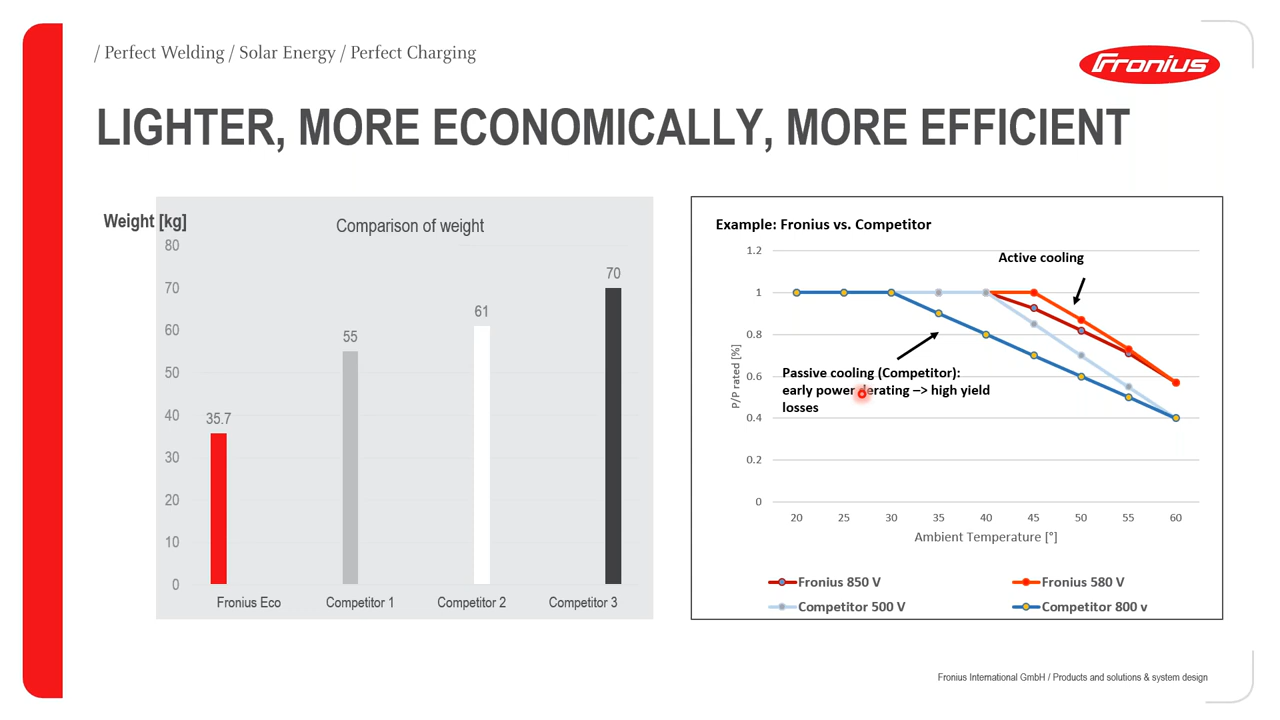 / Perfect Welding / Solar Energy / Perfect Charging
Fronius
LIGHTER, MORE ECONOMICALLY, MORE EFFICIENT
Weight [kg]
Comparison of weight
80
70
60
50
40
30
20
10
0
35.7
55
61
70
Fronius Eco
Competitor 1
Competitor 2
Competitor 3
Example: Fronius vs. Competitor
Active cooling
Passive cooling (Competitor):
early power derating –> high yield
losses
P/P rated [%]
1.2
1
0.8
0.6
0.4
0.2
0
20 25 30 35 40 45 50 55 60
Ambient Temperature [°]
Fronius 850 V
Fronius 580 V
Competitor 500 V
Competitor 800 v
Fronius International GmbH / Products and solutions & system design